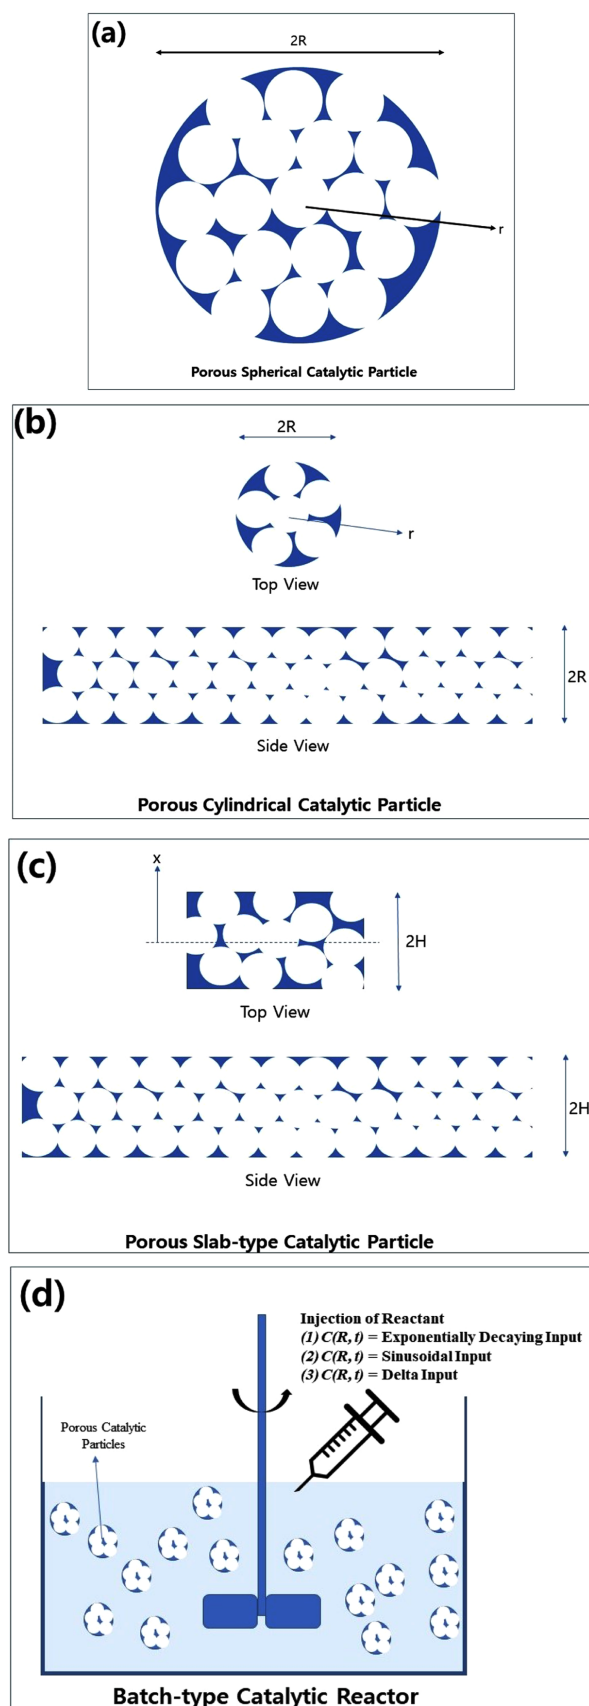 (a)
2R
r
Porous Spherical Catalytic Particle
(b)
2R
r
Top View
2R
Side View
Porous Cylindrical Catalytic Particle
(c)
x
2H
Top View
2H
Side View
Porous Slab-type Catalytic Particle
(d)
Injection of Reactant
(1) C(R, t) = Exponentially Decaying Input
(2) C(R, t) = Sinusoidal Input
(3) C(R, t) = Delta Input
Porous Catalytic
Particles
Batch-type Catalytic Reactor